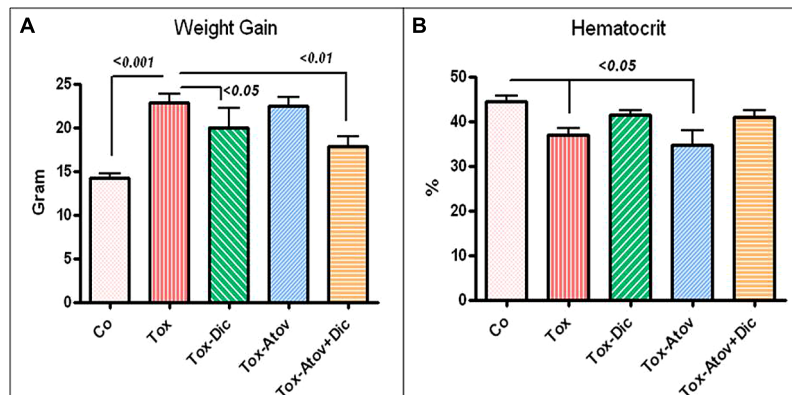 A
Weight Gain
<0.001
<0.01
<0.05
25
20
15
10
5
0
Gram
Co
Tox
Tox-Dic
Tox-Atov
Tox-Atov+Dic
B
Hematocrit
<0.05
50
40
30
20
10
0
%
Co
Tox
Tox-Dic
Tox-Atov
Tox-Atov+Dic